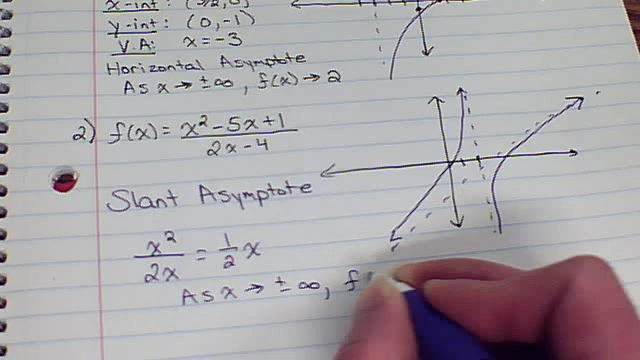 x-int: (3/2, 0)
y-int: (0, -1)
V.A: x = -3
Horizontal Asymptote
As x → ±∞, f(x) → 2
2) f(x) = x² - 5x + 1 / 2x - 4
Slant Asymptote
x² / 2x = 1/2 x
As x → ±∞, f(